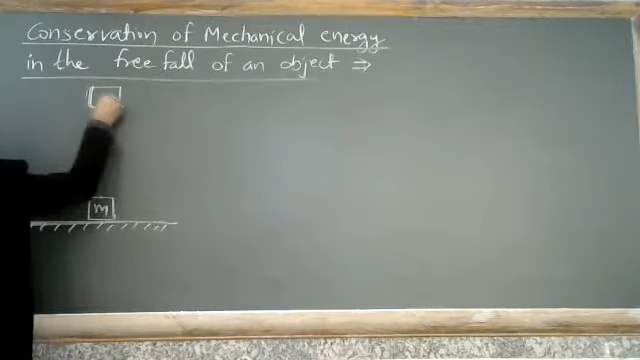 Conservation of Mechanical energy
in the free fall of an object ⇒
m